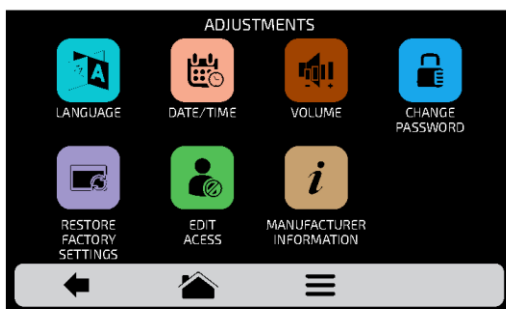 ADJUSTMENTS
LANGUAGE
DATE/TIME
VOLUME
CHANGE
PASSWORD
RESTORE
FACTORY
SETTINGS
EDIT
ACESS
MANUFACTURER
INFORMATION